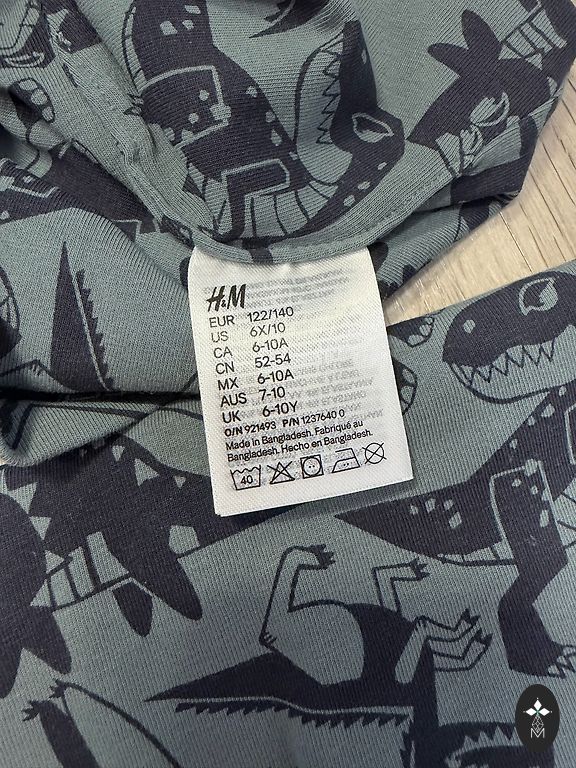 H&M
EUR 122/140
US 6X/10
CA 6-10A
CN 52-54
MX 6-10A
AUS 7-10
UK 6-10Y
O/N 921493 P/N 1237640 0
Made in Bangladesh. Fabriqué au
Bangladesh. Hecho en Bangladesh.
40
M